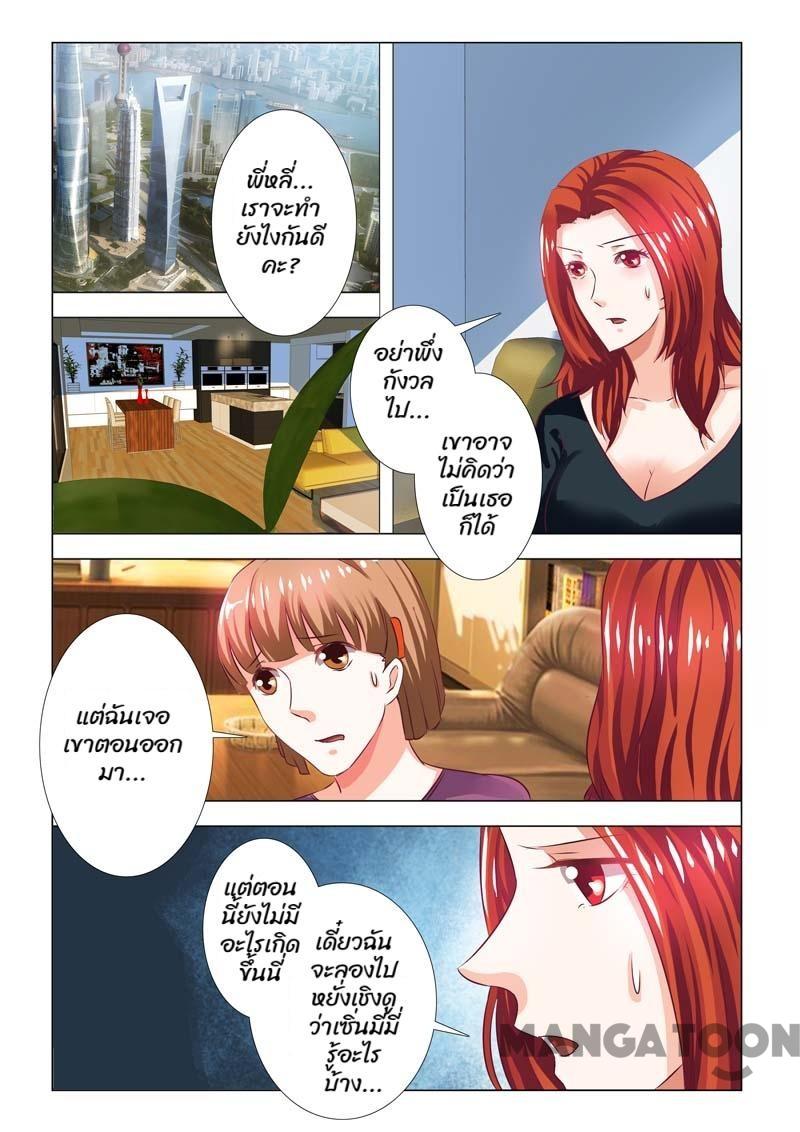 พี่หลี่...
เราจะทำ
ยังไงกันดี
คะ?
อย่าพึ่ง
กังวล
ไป...
เขาอาจ
ไม่คิดว่า
เป็นเธอ
ก็ได้
แต่ฉันเจอ
เขาตอนออก
มา...
แต่ตอน
นี้ยังไม่มี
อะไรเกิด
ขึ้นนี่
เดี๋ยวฉัน
จะลองไป
หยั่งเชิงดู
ว่าเซิ่นมี่มี่
รู้อะไร
บ้าง...
MANGATOON